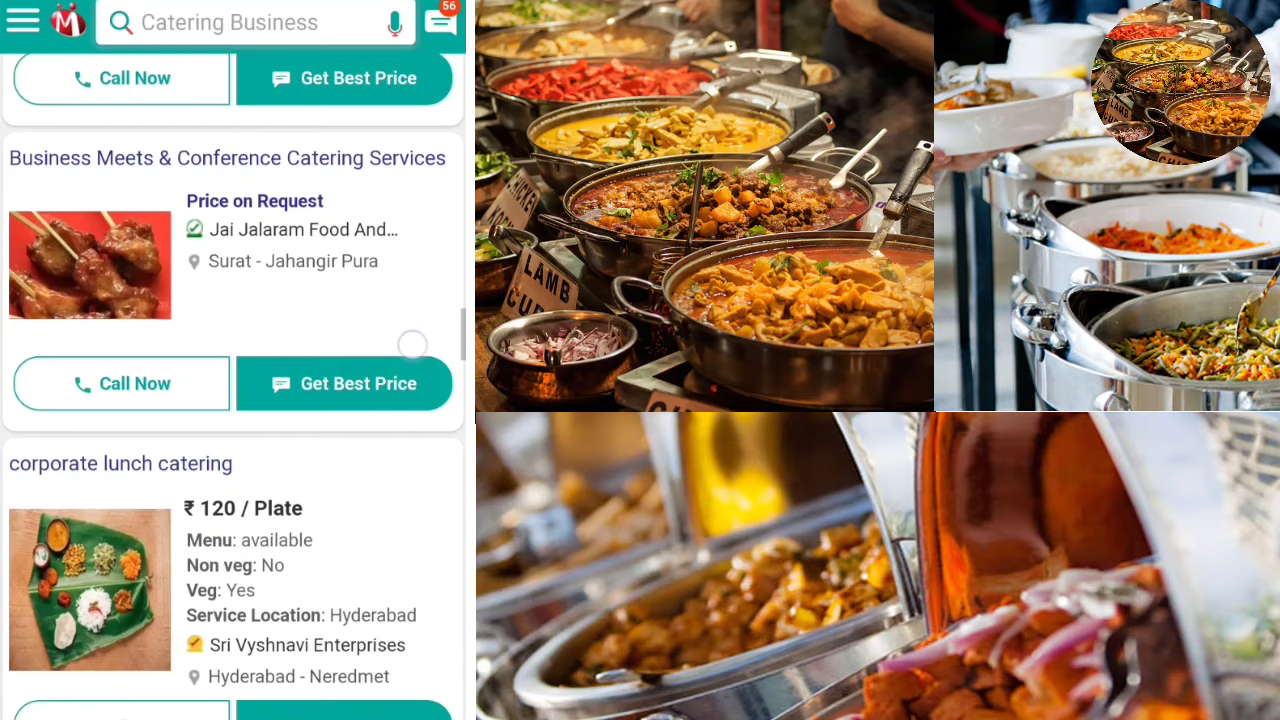 56
Catering Business
Call Now
Get Best Price
Business Meets & Conference Catering Services
Price on Request
Jai Jalaram Food And...
Surat - Jahangir Pura
Call Now
Get Best Price
corporate lunch catering
₹ 120 / Plate
Menu: available
Non veg: No
Veg: Yes
Service Location: Hyderabad
Sri Vyshnavi Enterprises
Hyderabad - Neredmet
LAMB
LAMB